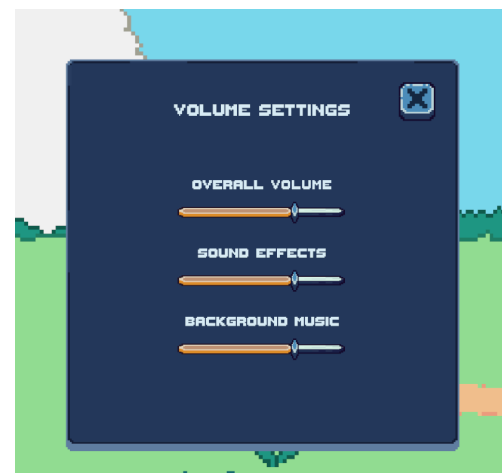 VOLUME SETTINGS
OVERALL VOLUME
SOUND EFFECTS
BACKGROUND MUSIC